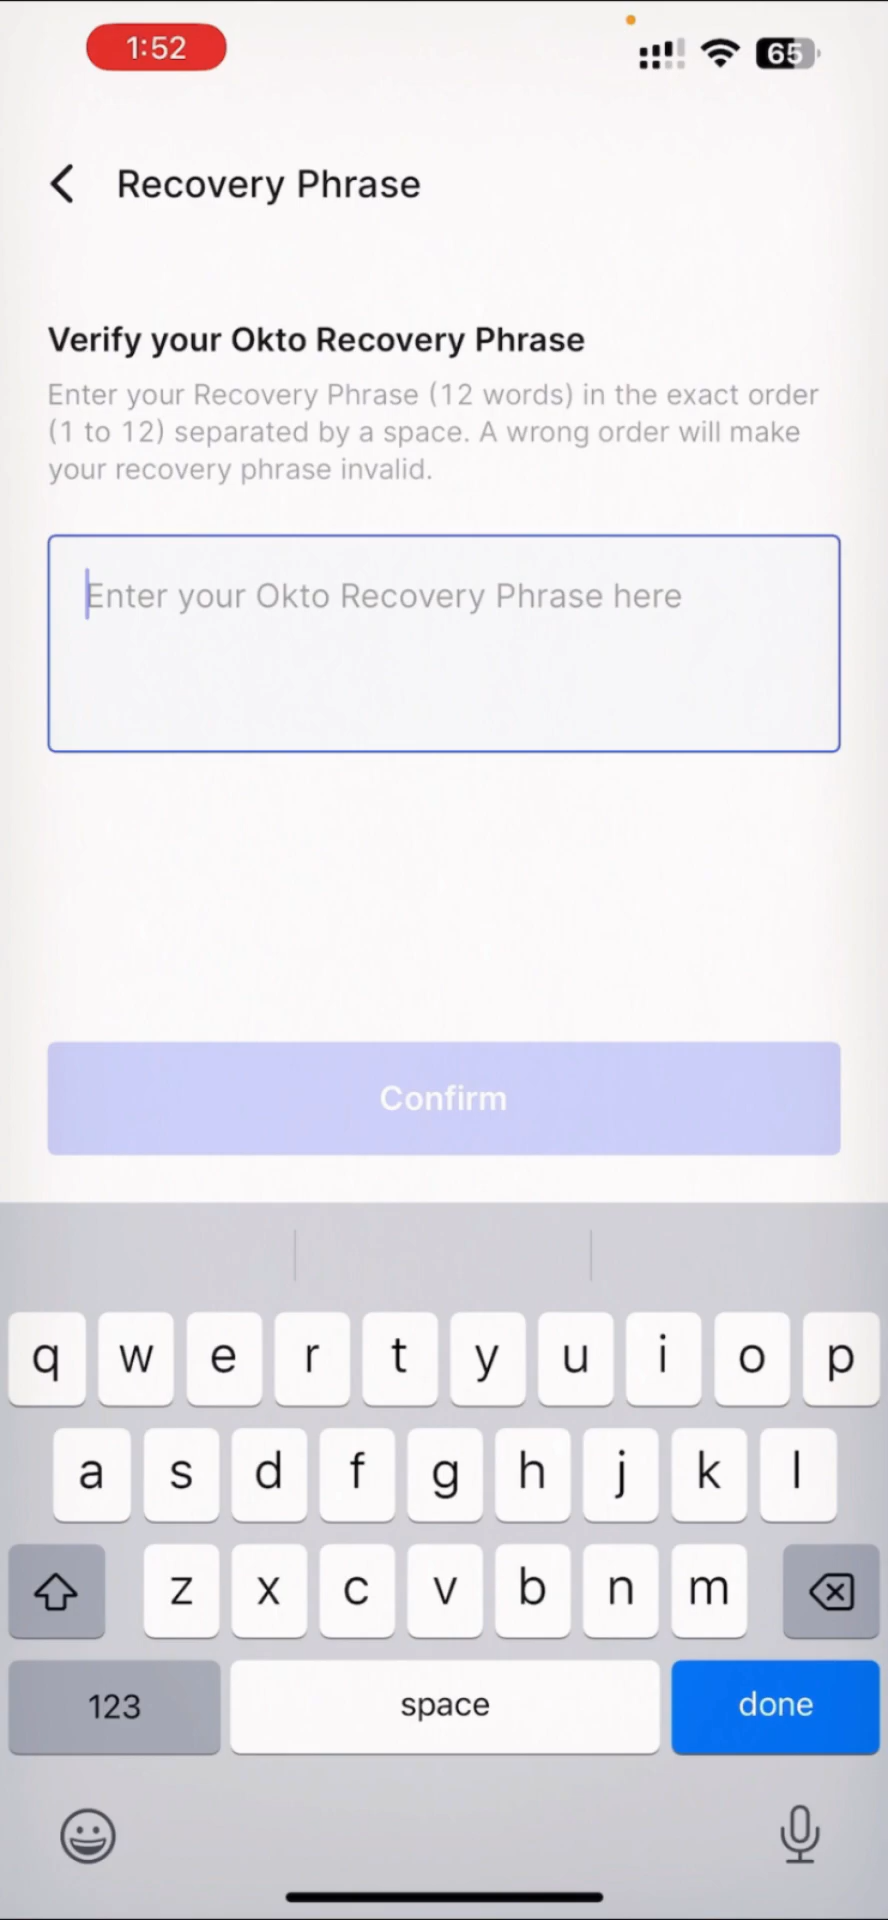 1:52
65
Recovery Phrase
Verify your Okto Recovery Phrase
Enter your Recovery Phrase (12 words) in the exact order
(1 to 12) separated by a space. A wrong order will make
your recovery phrase invalid.
Enter your Okto Recovery Phrase here
Confirm
q w e r t y u i o p
a s d f g h j k l
z x c v b n m
123 space done